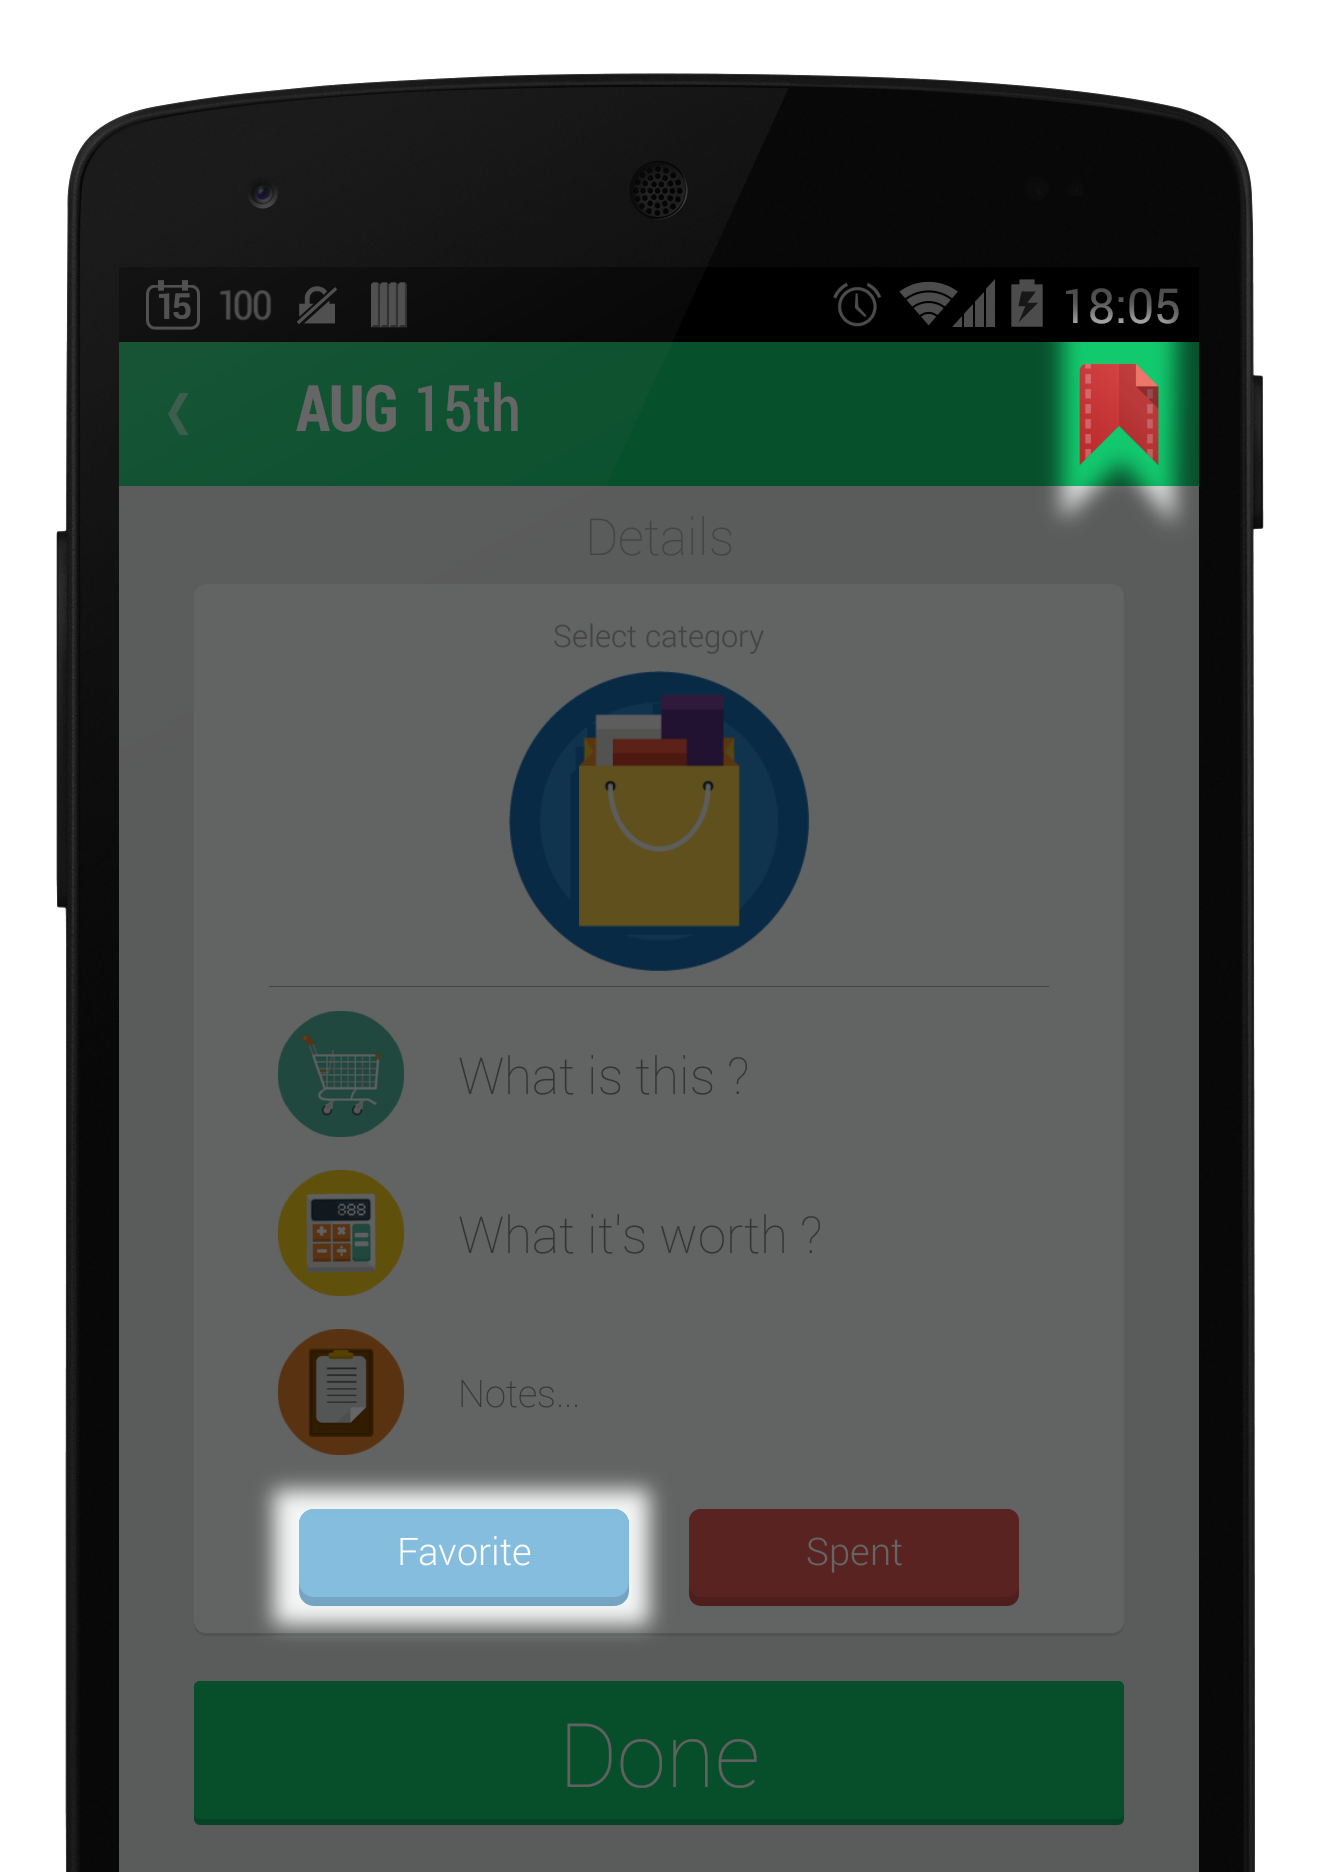 15 100 18:05
AUG 15th
Details
Select category
What is this ?
888
What it's worth ?
Notes...
Favorite Spent
Done